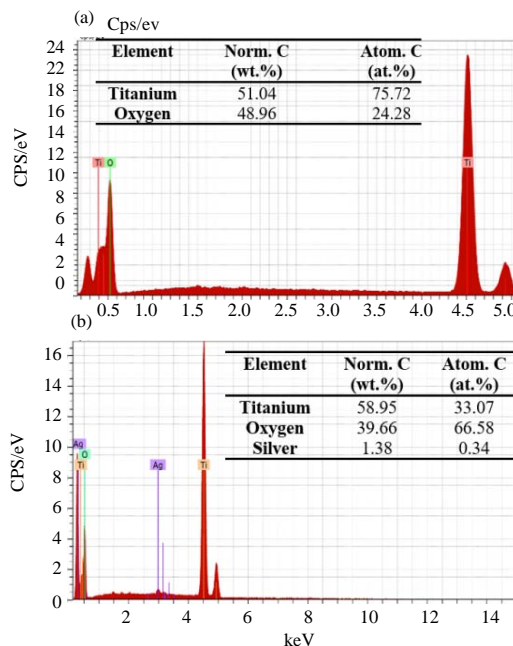 (a) Cps/ev
Element Norm. C Atom. C
(wt.%) (at.%)
Titanium 51.04 75.72
Oxygen 48.96 24.28
24
22
20
18
16
14
12
10
8
6
4
2
0
CPS/eV
Ti O Ti
0.5 1.0 1.5 2.0 2.5 3.0 3.5 4.0 4.5 5.0
(b)
Element Norm. C Atom. C
(wt.%) (at.%)
Titanium 58.95 33.07
Oxygen 39.66 66.58
Silver 1.38 0.34
16
14
12
10
8
6
4
2
0
CPS/eV
Ag
O
Ti Ag Ti
2 4 6 8 10 12 14
keV